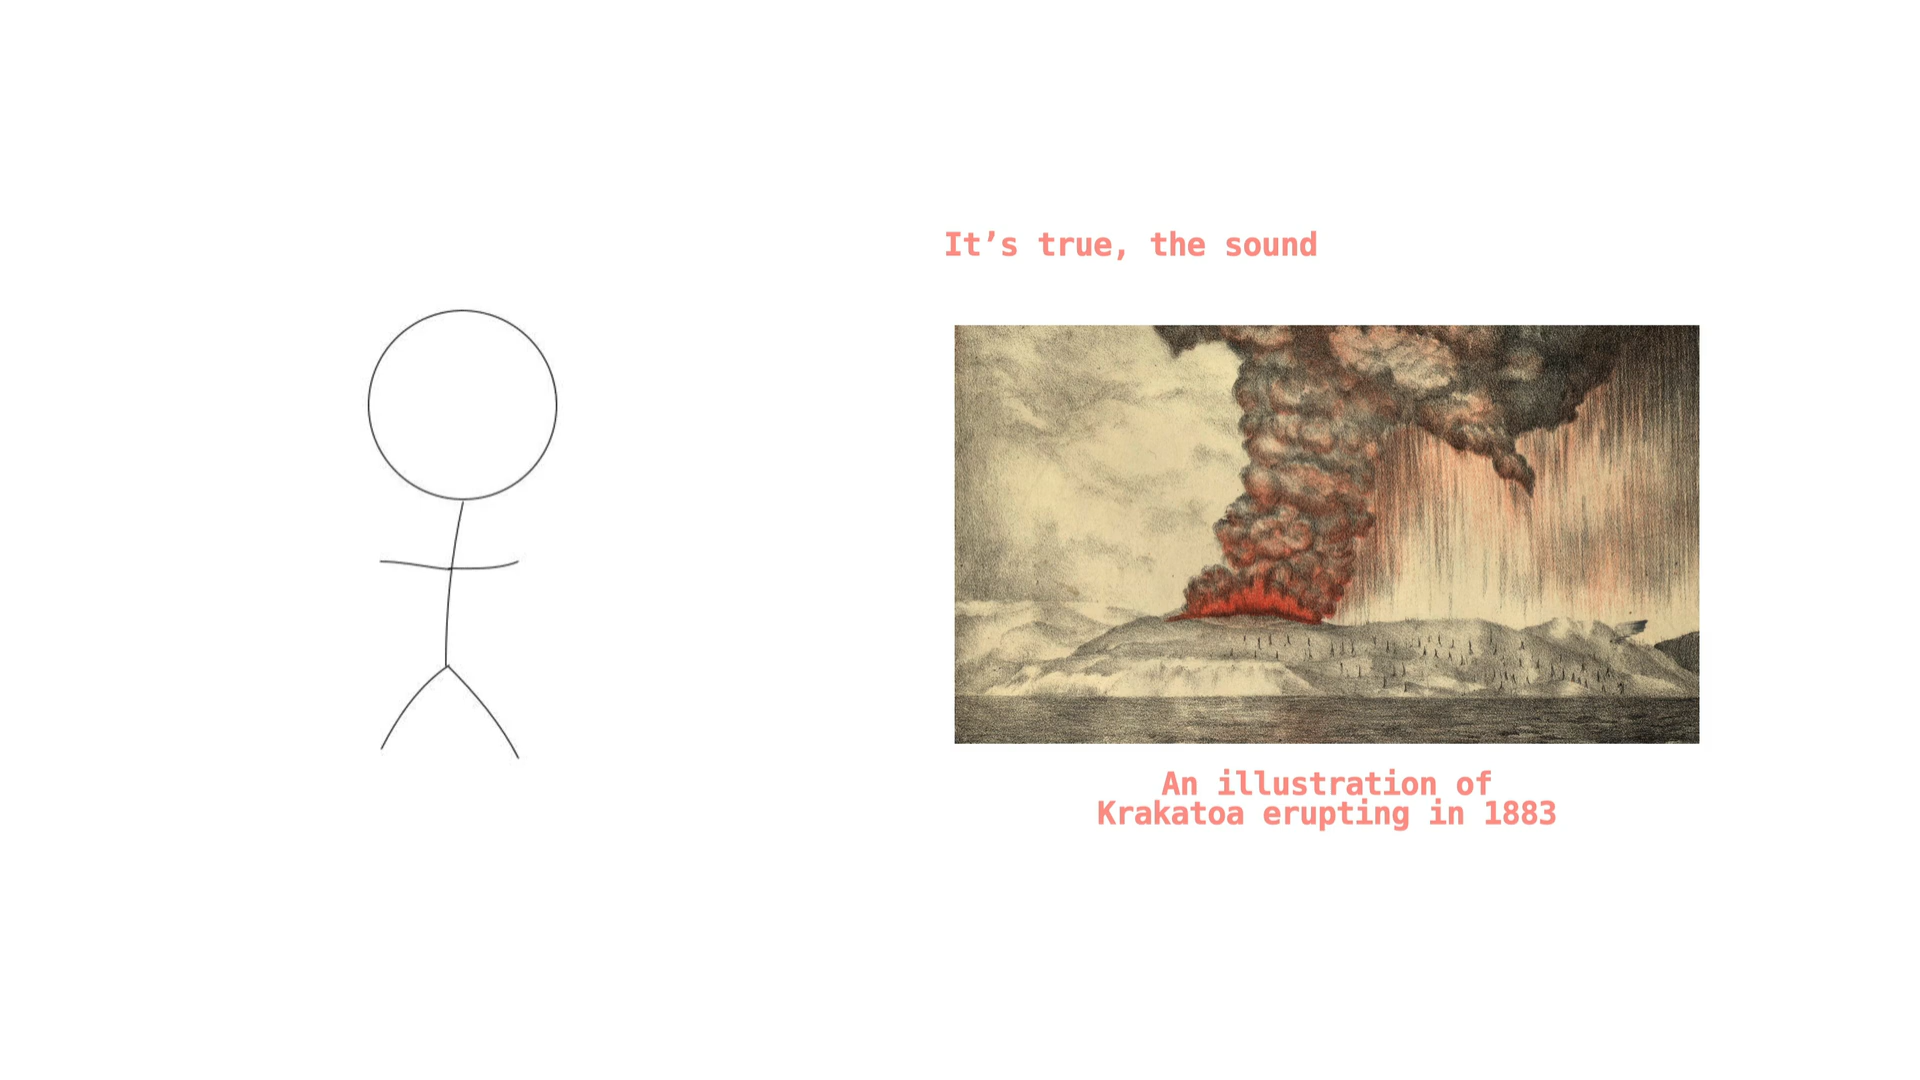 It’s true, the sound
An illustration of
Krakatoa erupting in 1883